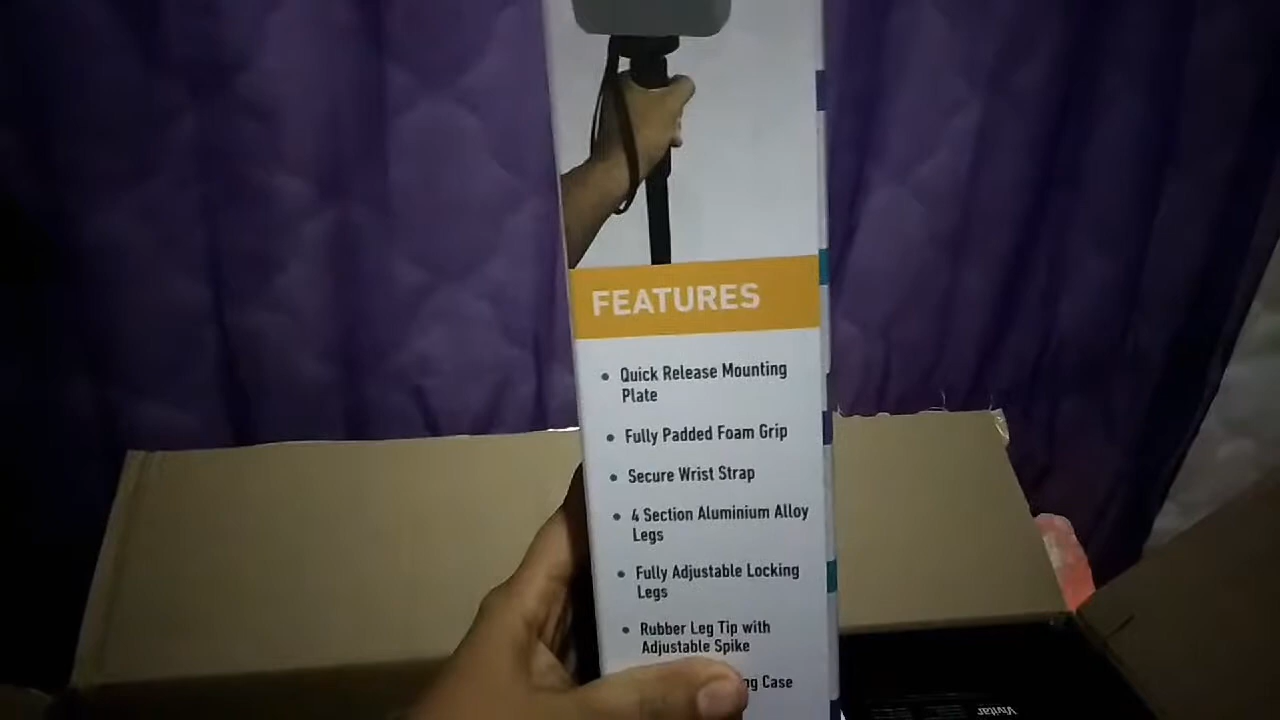 FEATURES
• Quick Release Mounting
Plate
• Fully Padded Foam Grip
• Secure Wrist Strap
• 4 Section Aluminium Alloy
Legs
• Fully Adjustable Locking
Legs
• Rubber Leg Tip with
Adjustable Spike
Case
Vivitar